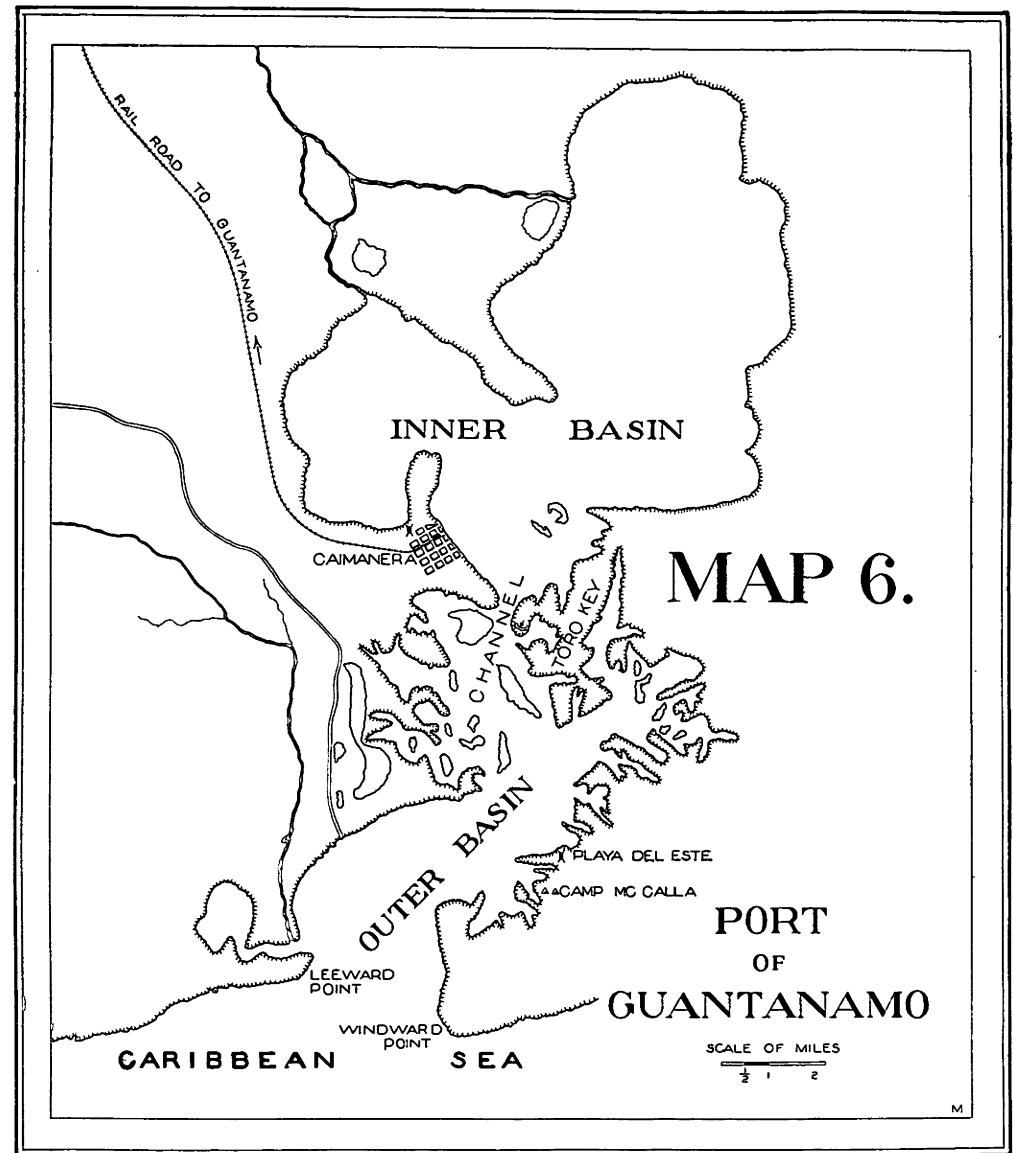 RAIL ROAD TO GUANTANAMO
INNER BASIN
CAIMANERA
MAP 6.
CHANNEL
TORO KEY
OUTER BASIN
PLAYA DEL ESTE
CAMP MC CALLA
PORT
OF
GUANTANAMO
LEEWARD
POINT
WINDWARD
POINT
CARIBBEAN SEA
SCALE OF MILES
½ 1 2
M